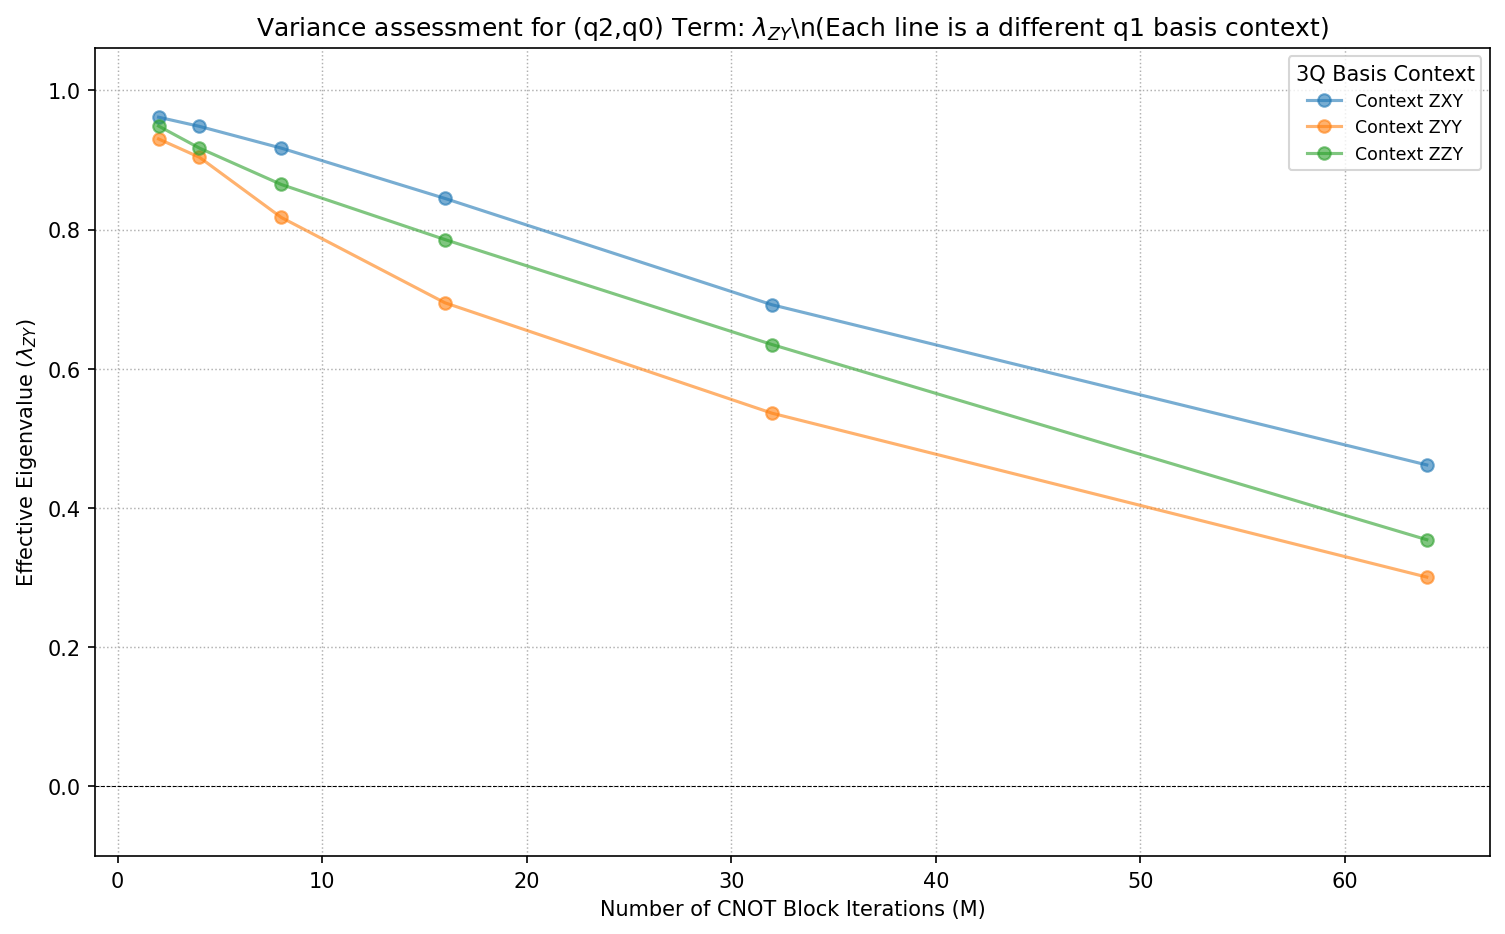 Variance assessment for (q2,q0) Term: λ_ZY\n(Each line is a different q1 basis context)
3Q Basis Context
Context ZXY
Context ZYY
Context ZZY
Effective Eigenvalue (λ_ZY)
1.0
0.8
0.6
0.4
0.2
0.0
0 10 20 30 40 50 60
Number of CNOT Block Iterations (M)